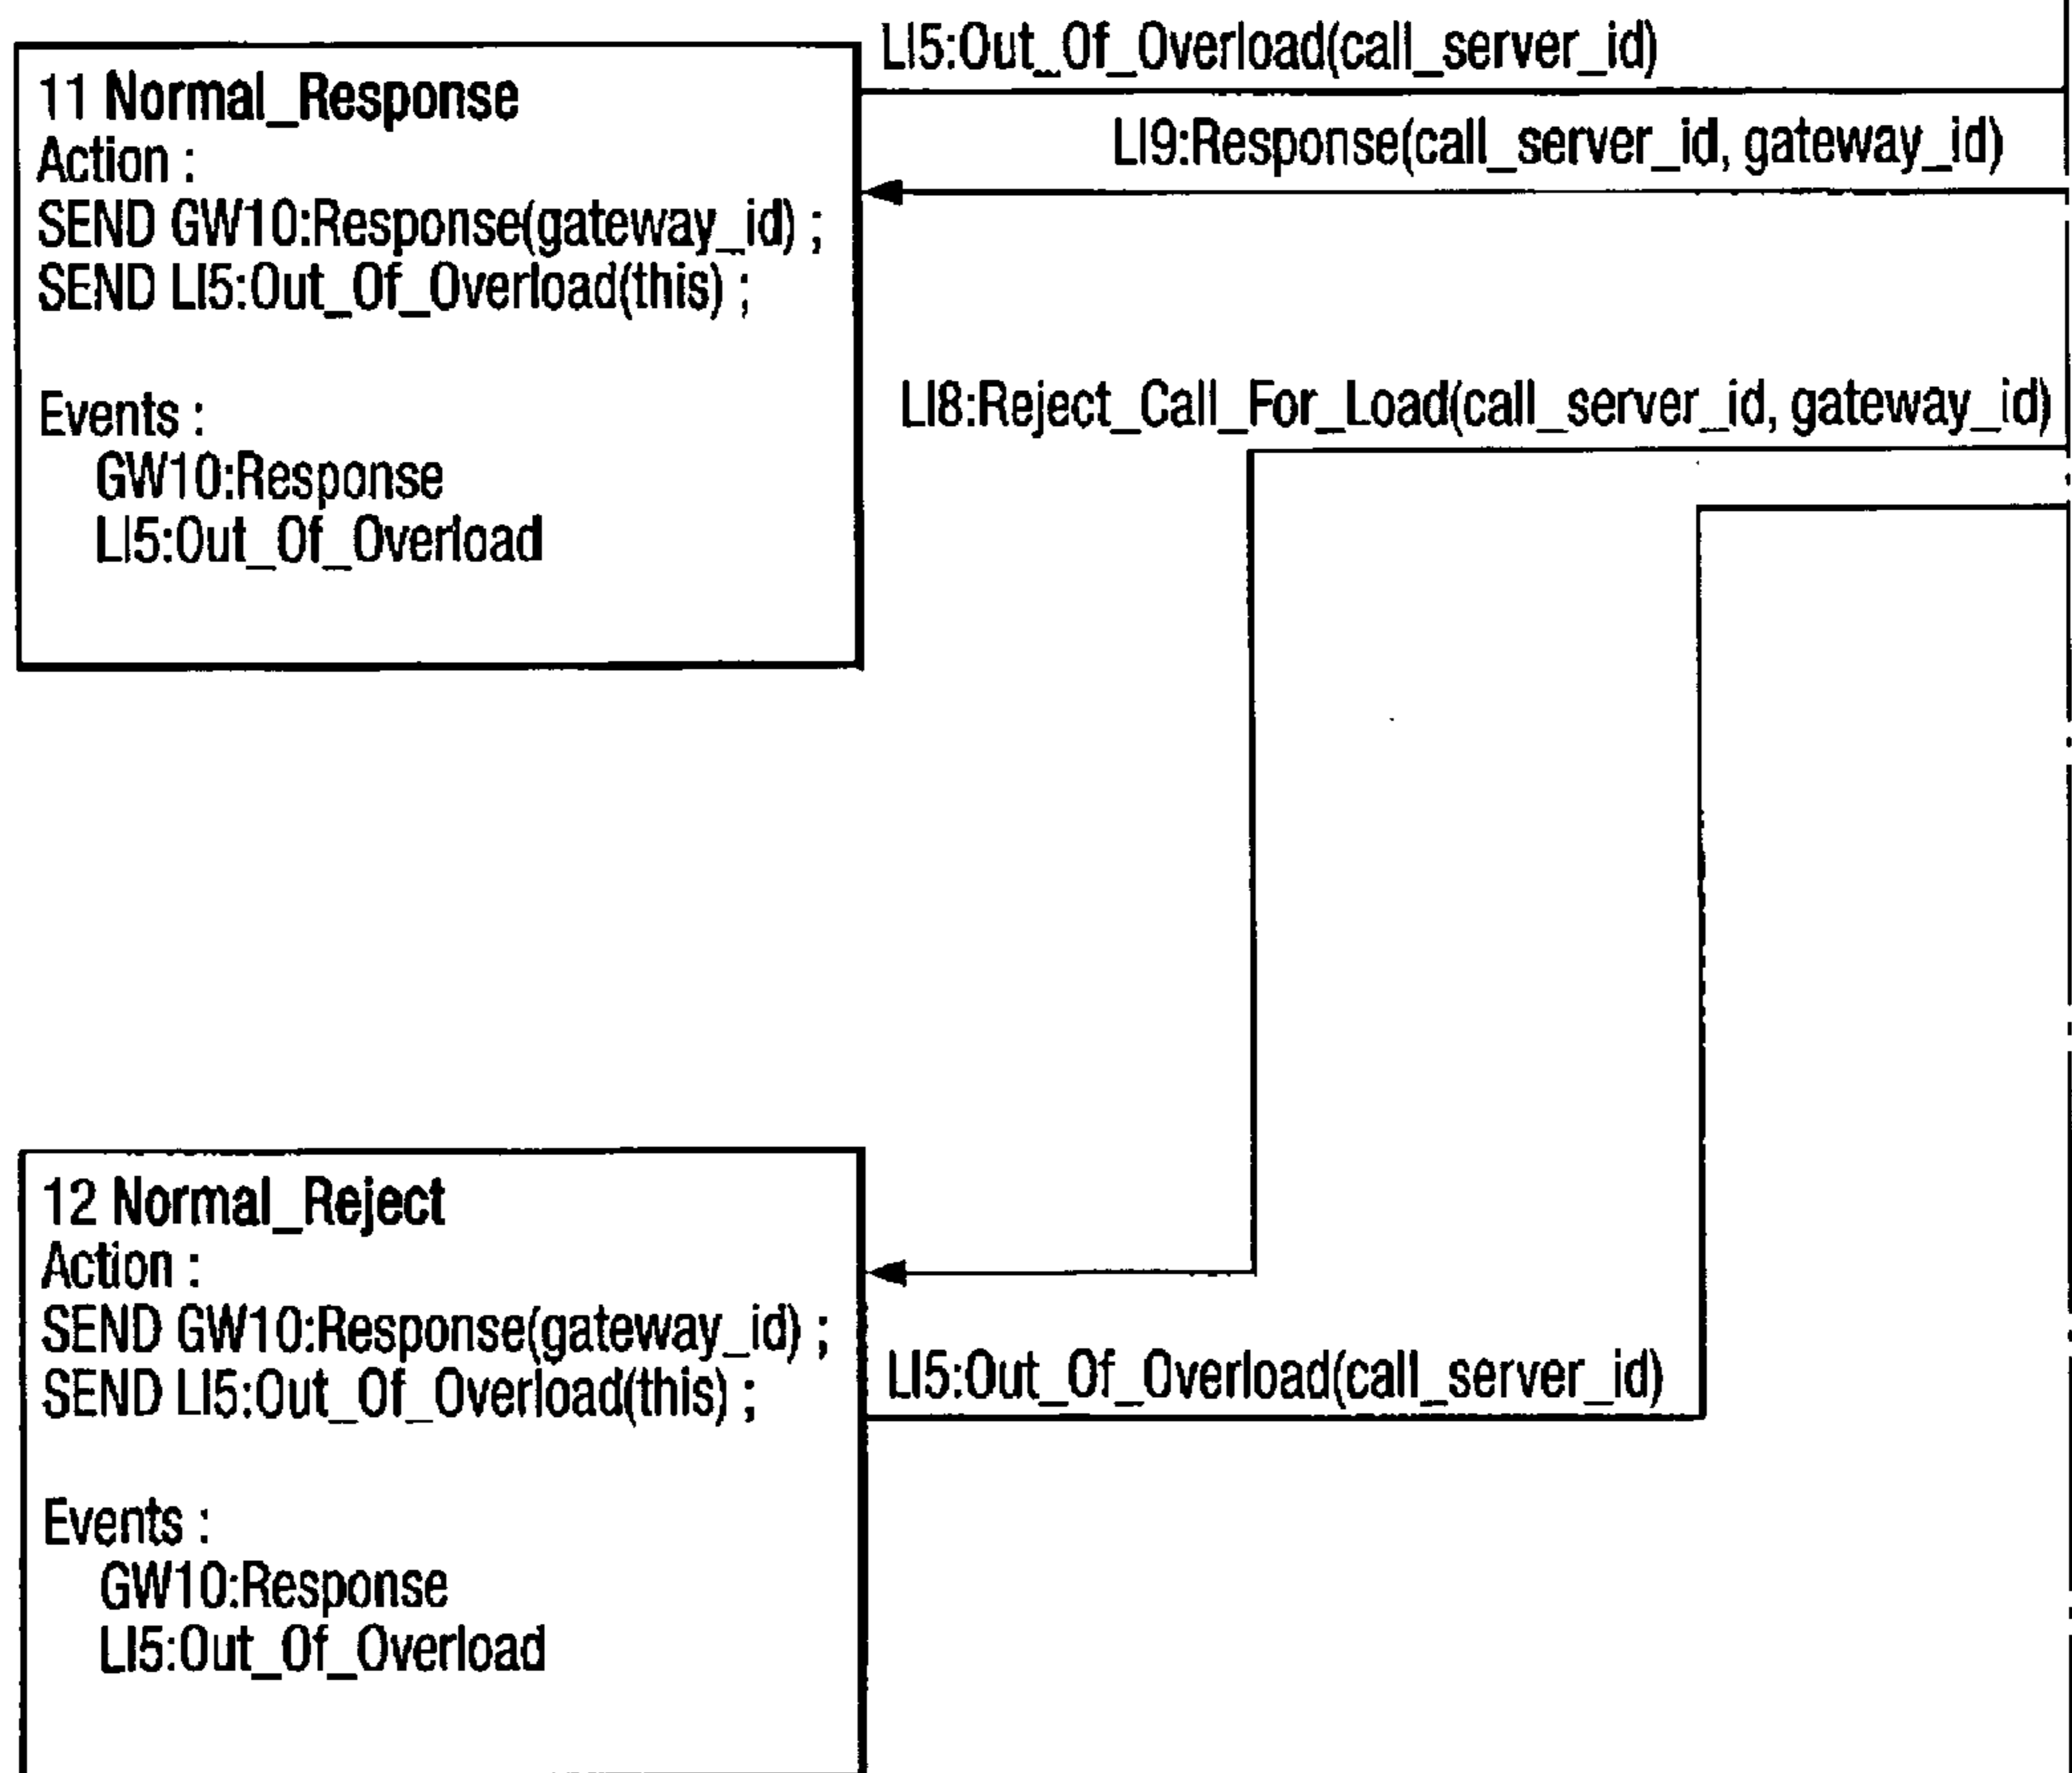 LI5:Out_Of_Overload(call_server_id)
11 Normal_Response
Action :
SEND GW10:Response(gateway_id) ;
SEND LI5:Out_Of_Overload(this) ;
Events :
GW10:Response
LI5:Out_Of_Overload
LI9:Response(call_server_id, gateway_id)
LI8:Reject_Call_For_Load(call_server_id, gateway_id)
12 Normal_Reject
Action :
SEND GW10:Response(gateway_id) ;
SEND LI5:Out_Of_Overload(this) ;
Events :
GW10:Response
LI5:Out_Of_Overload
LI5:Out_Of_Overload(call_server_id)